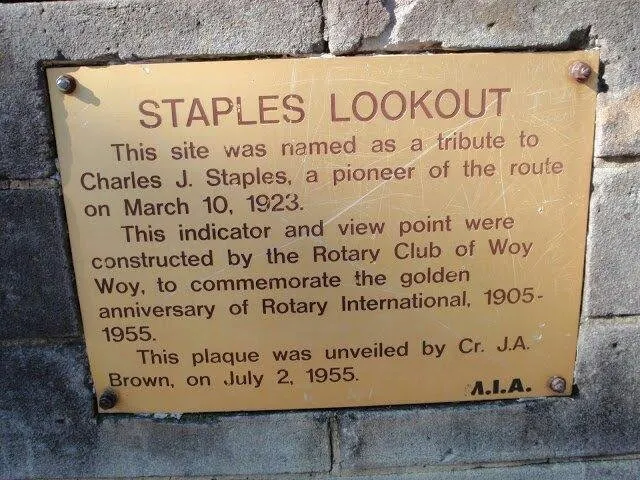 STAPLES LOOKOUT
This site was named as a tribute to
Charles J. Staples, a pioneer of the route
on March 10, 1923.
This indicator and view point were
constructed by the Rotary Club of Woy
Woy, to commemorate the golden
anniversary of Rotary International, 1905-
1955.
This plaque was unveiled by Cr. J.A.
Brown, on July 2, 1955.
M.I.A.